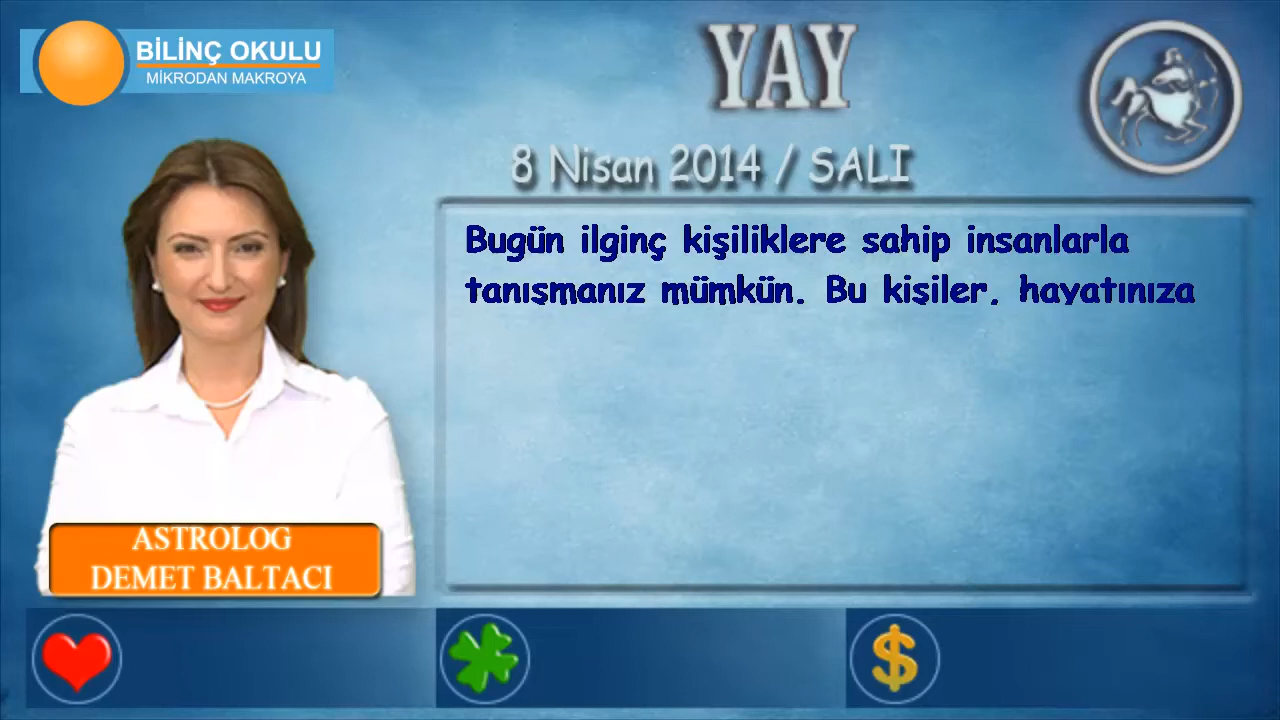 BİLİNÇ OKULU
MİKRODAN MAKROYA
YAY
8 Nisan 2014 / SALI
Bugün ilginç kişiliklere sahip insanlarla
tanışmanız mümkün. Bu kişiler, hayatınıza
ASTROLOG
DEMET BALTACI
$